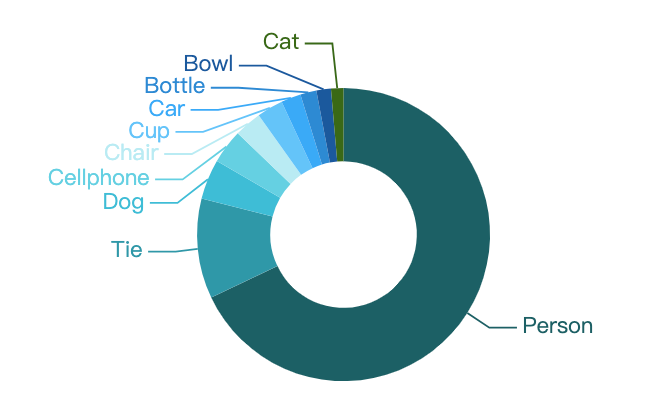 Cat
Bowl
Bottle
Car
Cup
Chair
Cellphone
Dog
Tie
Person